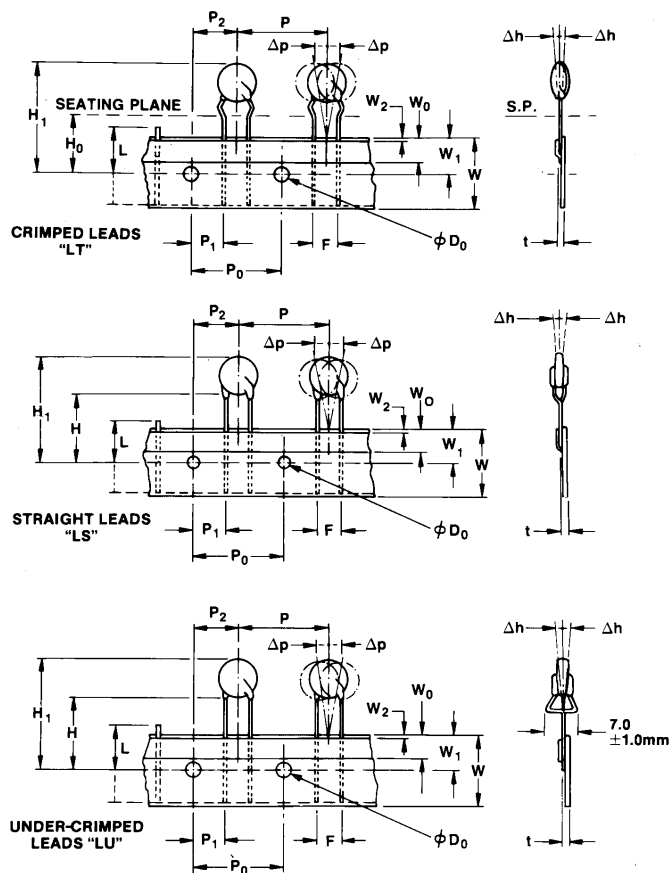 P₂ P
Δp Δp Δh Δh
H₁ SEATING PLANE W₂ W₀ S.P.
H₀ L W₁ W
CRIMPED LEADS
"LT"
P₁ F φD₀ t
P₀
P₂ P
Δp Δp Δh Δh
H₁ H L W₂ W₀ W₁ W
STRAIGHT LEADS
"LS"
P₁ F φD₀ t
P₀
P₂ P
Δp Δp Δh Δh
H₁ H L W₂ W₀ W₁ W
7.0
±1.0mm
UNDER-CRIMPED
LEADS "LU"
P₁ F φD₀ t
P₀